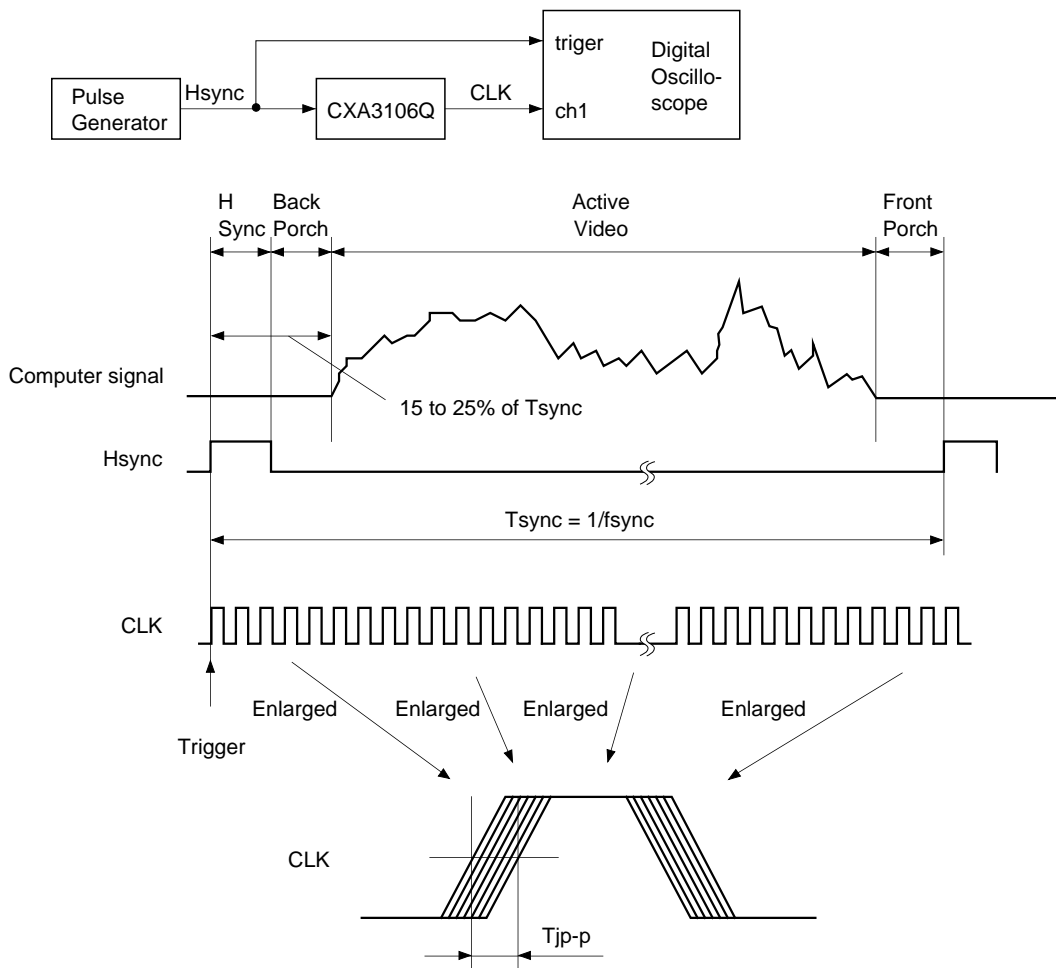 triger
Digital
Oscillo-
scope
Pulse
Generator
Hsync
CXA3106Q
CLK
ch1
H
Sync
Back
Porch
Active
Video
Front
Porch
Computer signal
15 to 25% of Tsync
Hsync
Tsync = 1/fsync
CLK
Enlarged
Enlarged
Enlarged
Enlarged
Trigger
CLK
Tjp-p